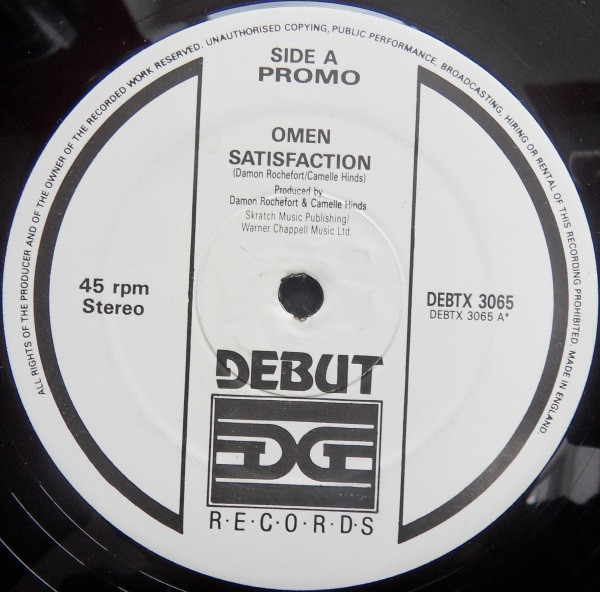 ALL RIGHTS OF THE PRODUCER AND OF THE OWNER OF THE RECORDED WORK RESERVED. UNAUTHORISED COPYING, PUBLIC PERFORMANCE, BROADCASTING, HIRING OR RENTAL OF THIS RECORDING PROHIBITED. MADE IN ENGLAND.
SIDE A
PROMO
OMEN
SATISFACTION
(Damon Rochefort/Camelle Hinds)
Produced by
Damon Rochefort & Camelle Hinds
Skratch Music Publishing/
Warner Chappell Music Ltd.
45 rpm
Stereo
DEBTX 3065
DEBTX 3065 A*
DEBUT
R·E·C·O·R·D·S